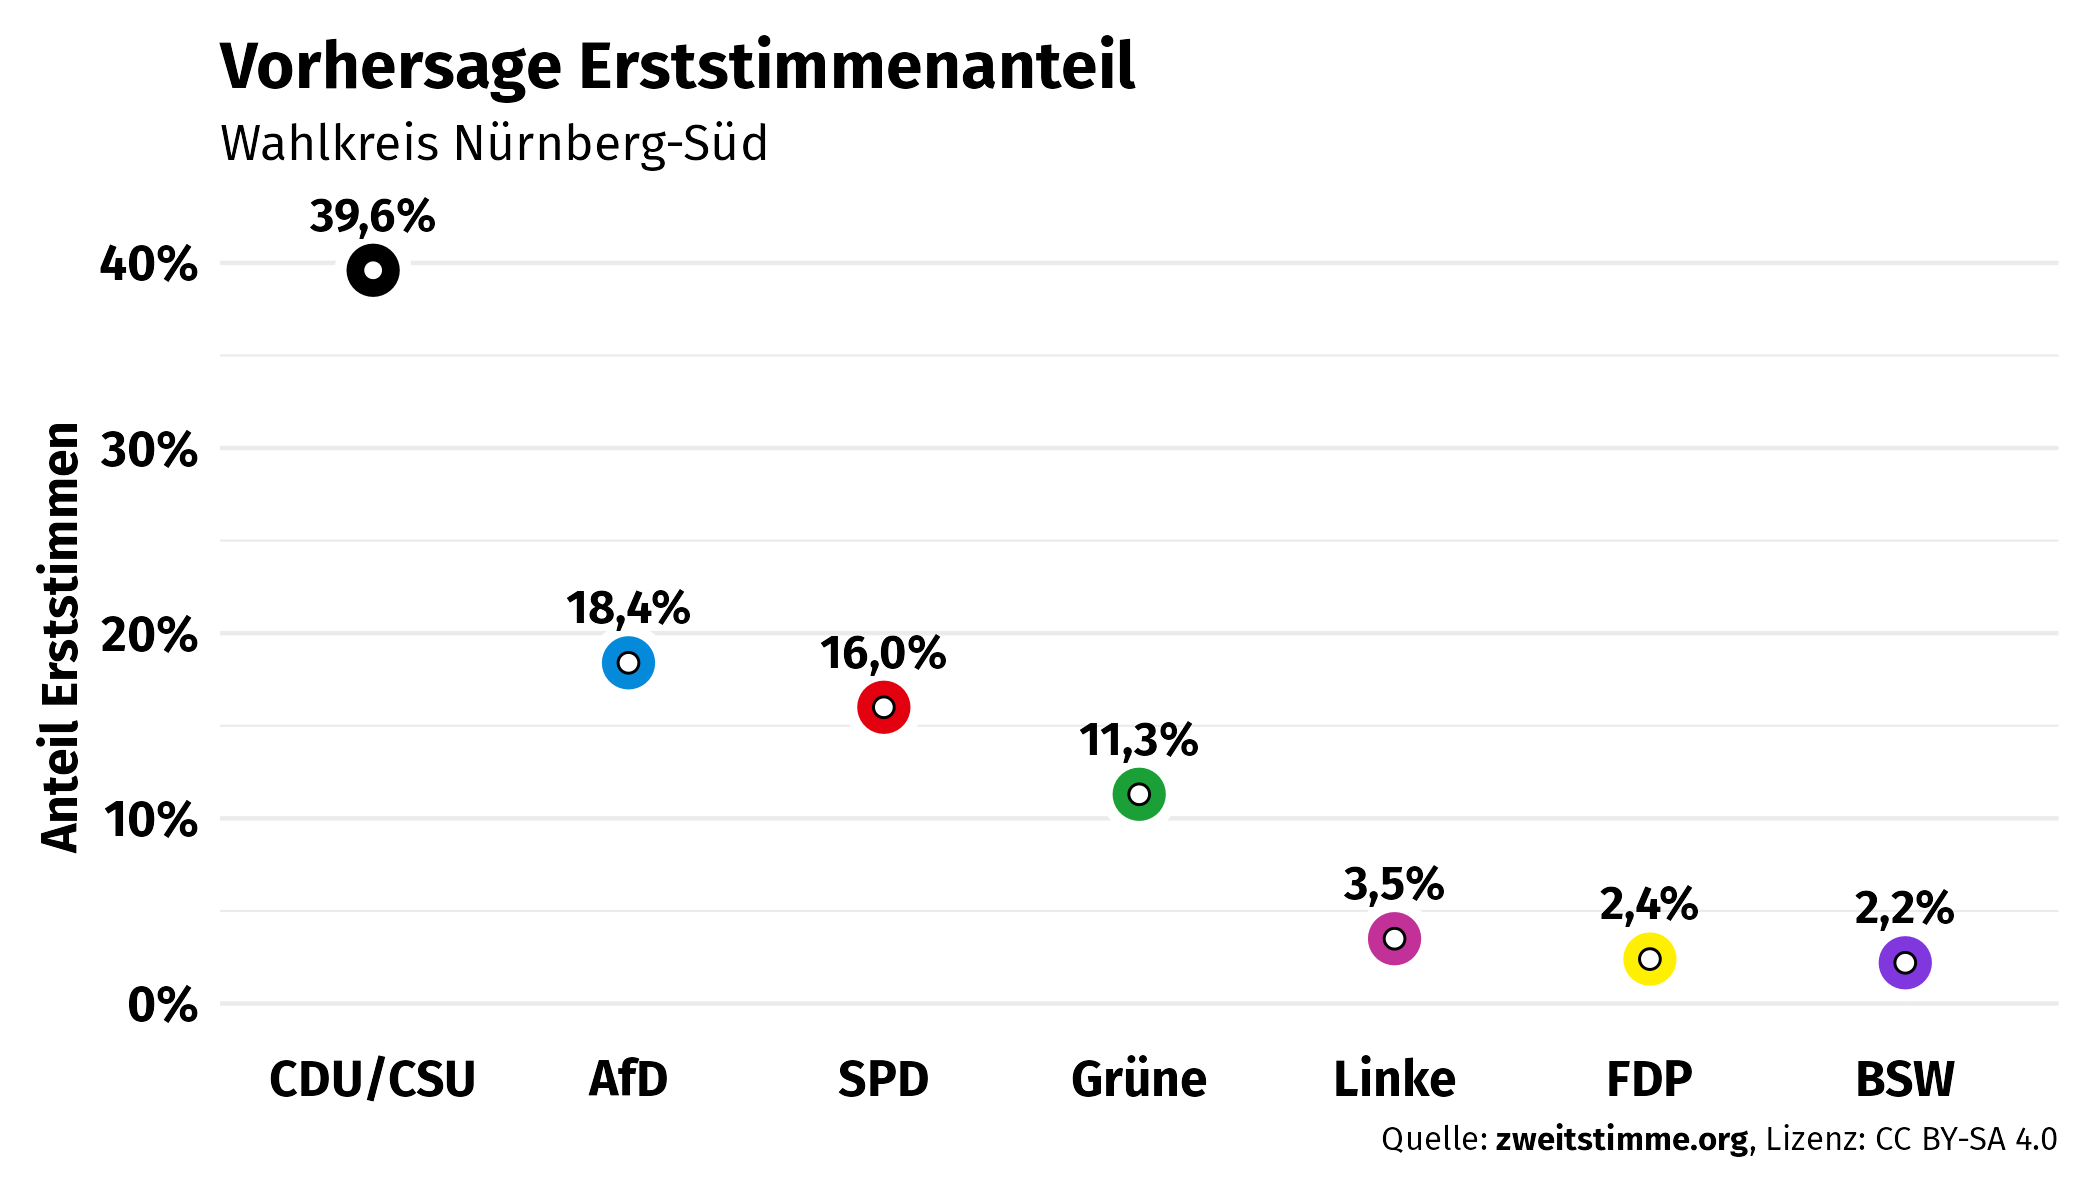 Vorhersage Erststimmenanteil
Wahlkreis Nürnberg-Süd
39,6%
40%
30%
18,4%
20%
16,0%
11,3%
10%
3,5%
2,4%
2,2%
0%
Anteil Erststimmen
CDU/CSU AfD SPD Grüne Linke FDP BSW
Quelle: zweitstimme.org, Lizenz: CC BY-SA 4.0